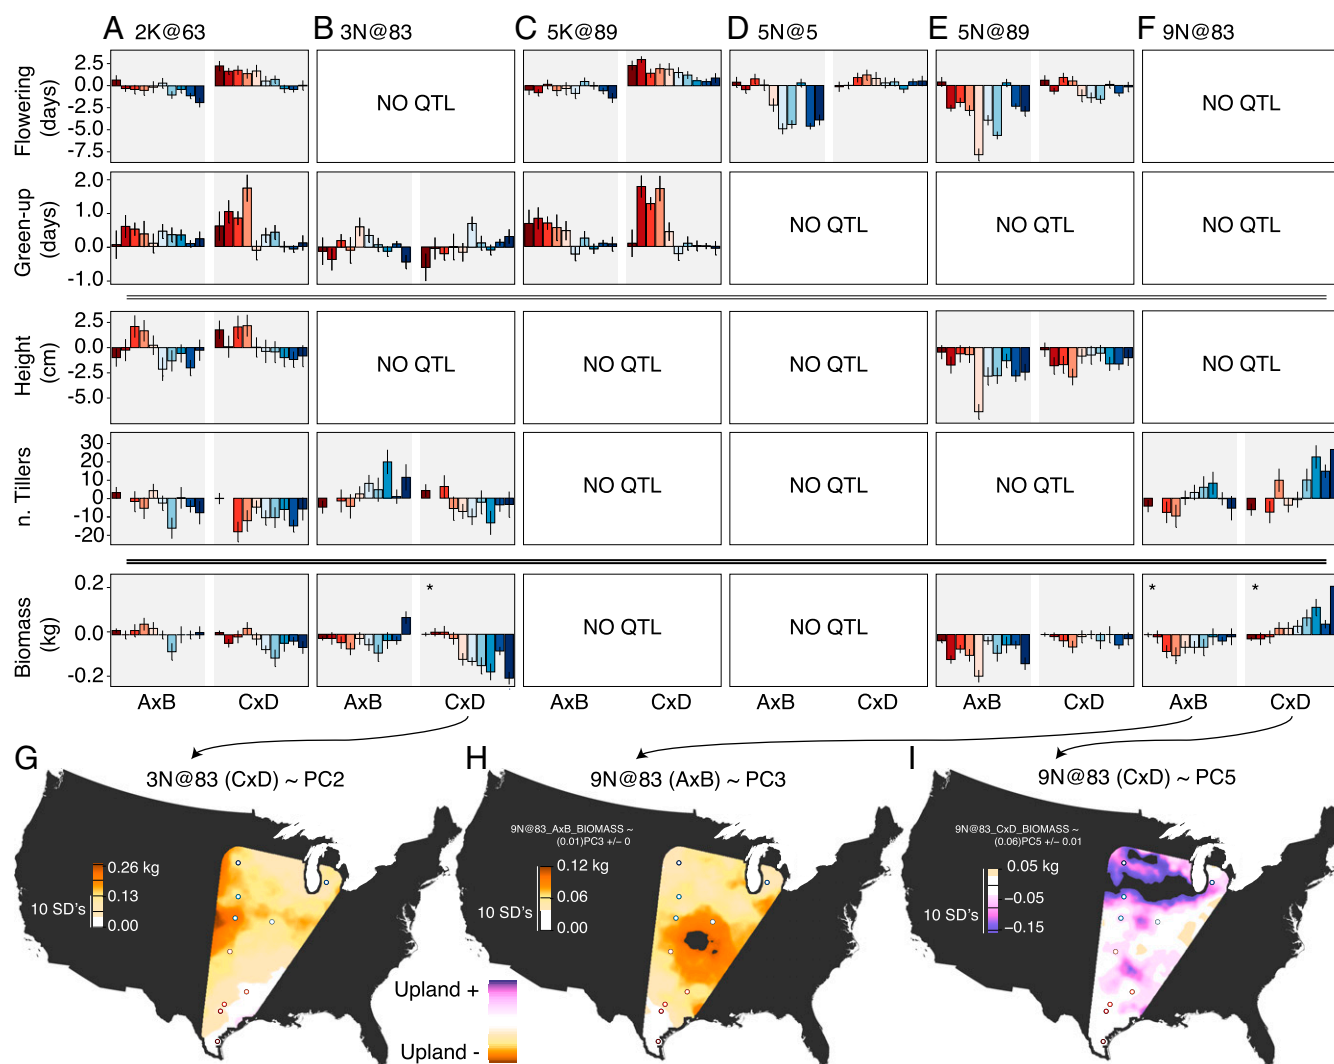 A 2K@63 B 3N@83 C 5K@89 D 5N@5 E 5N@89 F 9N@83
Flowering (days)
2.5
0.0
-2.5
-5.0
-7.5
NO QTL
NO QTL
Green-up (days)
2.0
1.0
0.0
-1.0
NO QTL
NO QTL
NO QTL
Height (cm)
2.5
0.0
-2.5
-5.0
NO QTL
NO QTL
NO QTL
NO QTL
n. Tillers
30
20
10
0
-10
-20
NO QTL
NO QTL
NO QTL
Biomass (kg)
0.2
0.0
-0.2
*
NO QTL
NO QTL
*
*
AxB CxD AxB CxD AxB CxD AxB CxD AxB CxD AxB CxD
G
3N@83 (CxD) ~ PC2
10 SD's
0.26 kg
0.13
0.00
Upland +
Upland -
H
9N@83 (AxB) ~ PC3
9N@83_AxB_BIOMASS ~
(0.01)PC3 +/- 0
10 SD's
0.12 kg
0.06
0.00
I
9N@83 (CxD) ~ PC5
9N@83_CxD_BIOMASS ~
(0.06)PC5 +/- 0.01
10 SD's
0.05 kg
-0.05
-0.15